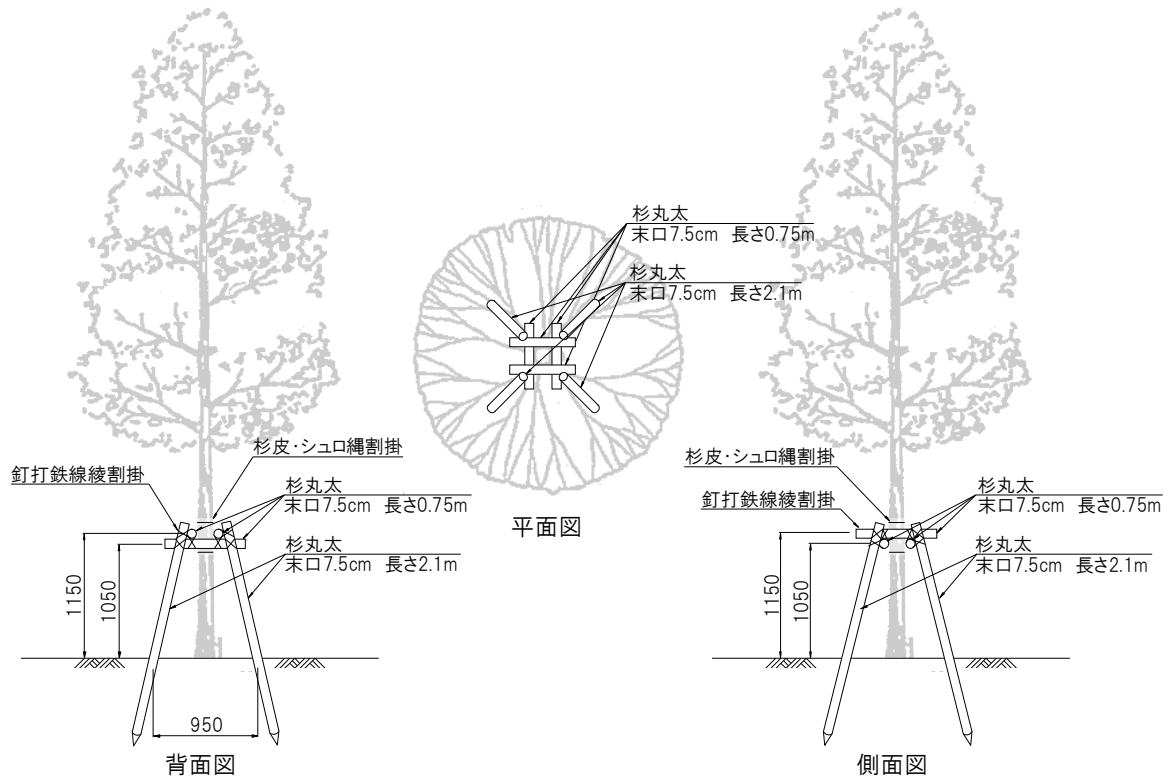 杉丸太
末口7.5cm 長さ0.75m
杉丸太
末口7.5cm 長さ2.1m
平面図
杉皮・シュロ縄割掛
釘打鉄線綾割掛
杉丸太
末口7.5cm 長さ0.75m
杉丸太
末口7.5cm 長さ2.1m
1150
1050
950
背面図
杉皮・シュロ縄割掛
釘打鉄線綾割掛
杉丸太
末口7.5cm 長さ0.75m
杉丸太
末口7.5cm 長さ2.1m
1150
1050
側面図